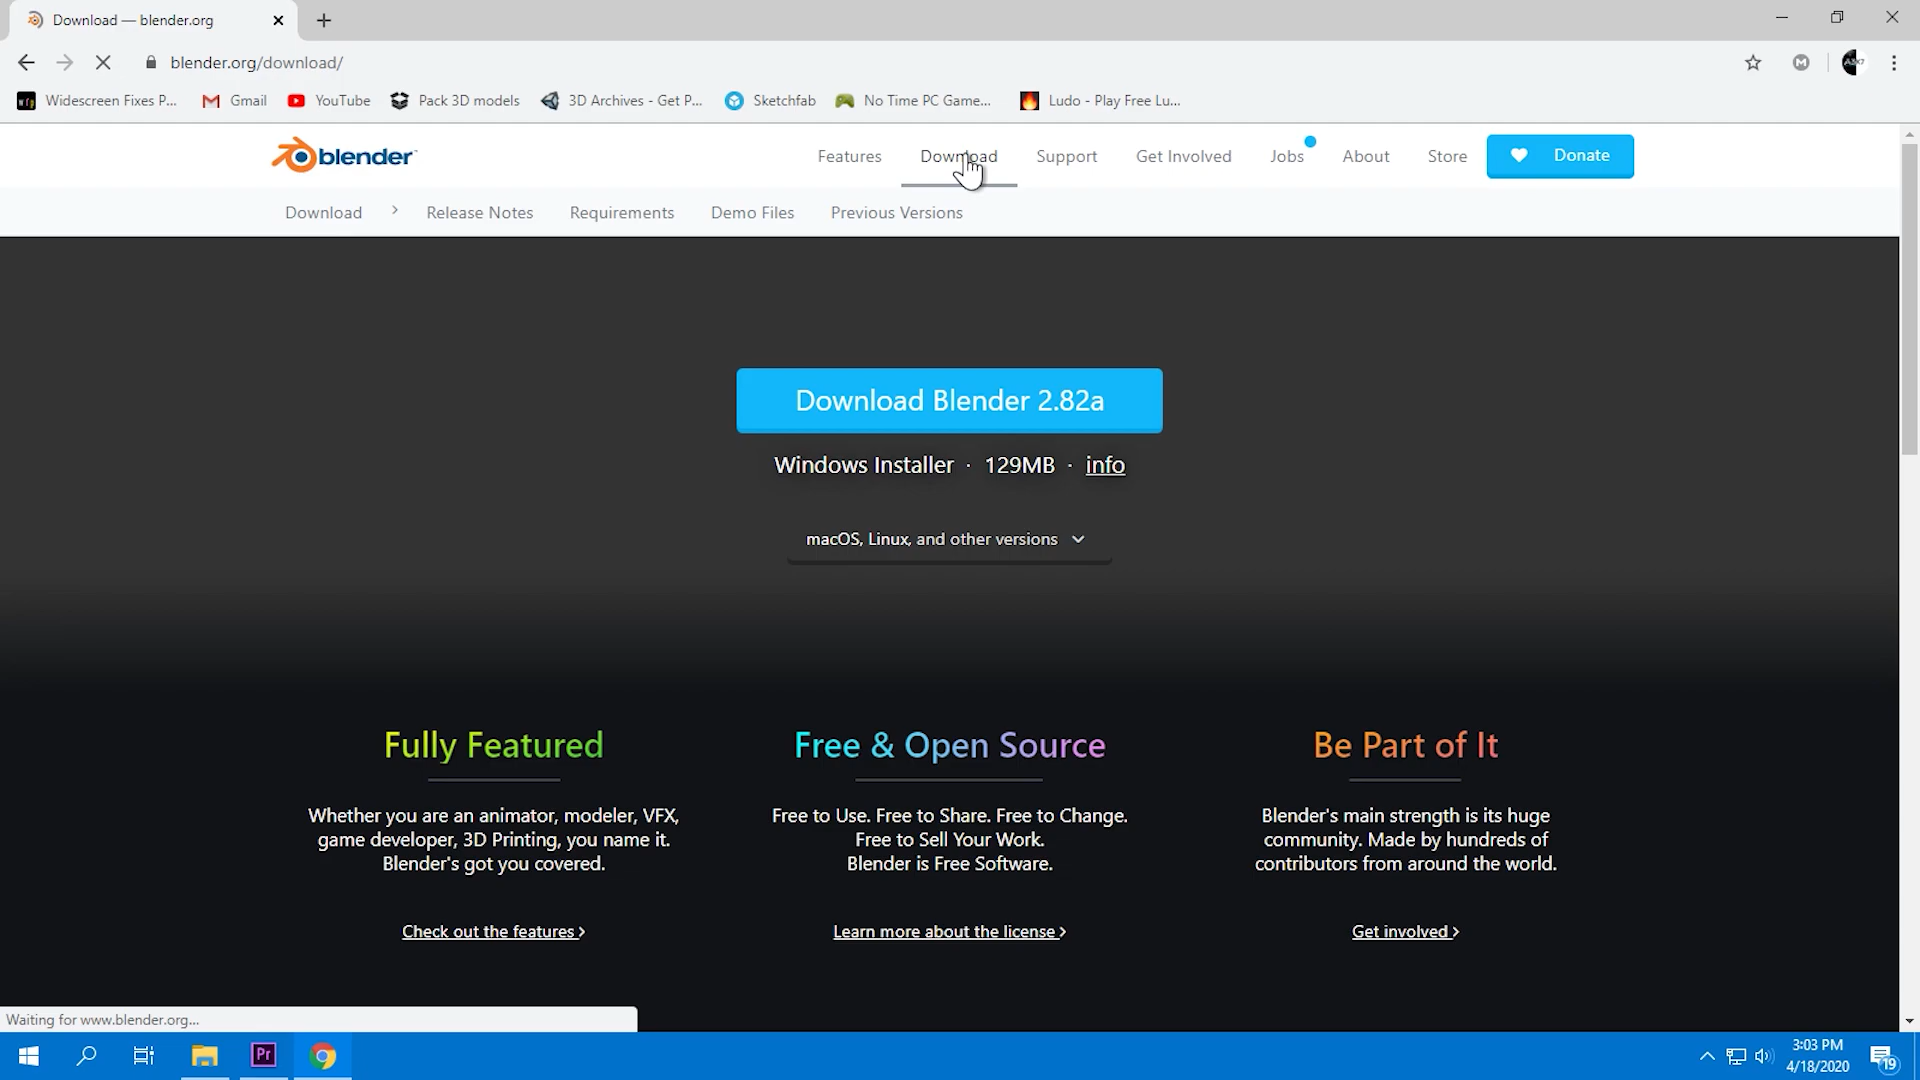 Download — blender.org
blender.org/download/
Widescreen Fixes P...
Gmail
YouTube
Pack 3D models
3D Archives - Get P...
Sketchfab
No Time PC Game...
Ludo - Play Free Lu...
blender
Features
Download
Support
Get Involved
Jobs
About
Store
Donate
Download
Release Notes
Requirements
Demo Files
Previous Versions
Download Blender 2.82a
Windows Installer · 129MB · info
macOS, Linux, and other versions
Fully Featured
Whether you are an animator, modeler, VFX,
game developer, 3D Printing, you name it.
Blender's got you covered.
Check out the features >
Free & Open Source
Free to Use. Free to Share. Free to Change.
Free to Sell Your Work.
Blender is Free Software.
Learn more about the license >
Be Part of It
Blender's main strength is its huge
community. Made by hundreds of
contributors from around the world.
Get involved >
Waiting for www.blender.org...
Pr
3:03 PM
4/18/2020
19